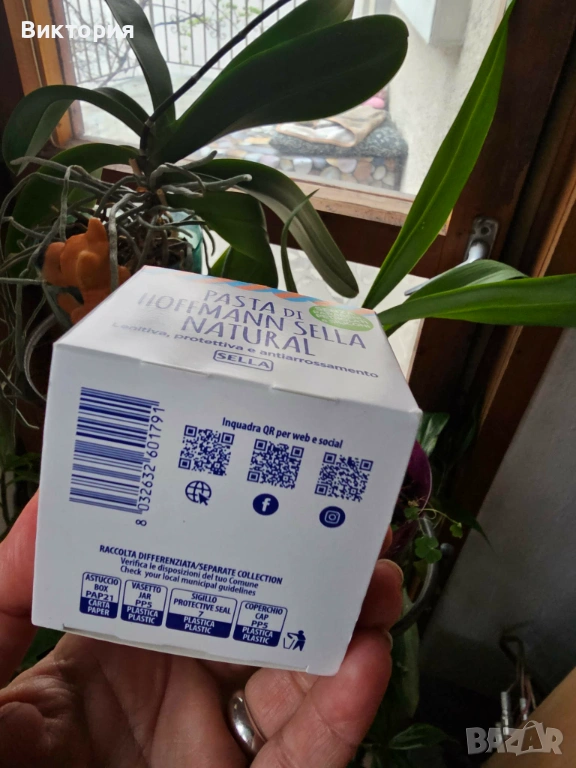 Виктория
PASTA DI
HOFFMANN SELLA
NATURAL
Lenitiva, protettiva e antiarrossamento
SELLA
8 032632 601791
Inquadra QR per web e social
RACCOLTA DIFFERENZIATA/SEPARATE COLLECTION
Verifica le disposizioni del tuo Comune
Check your local municipal guidelines
ASTUCCIO
BOX
PAP21
CARTA
PAPER
VASETTO
JAR
PP5
PLASTICA
PLASTIC
SIGILLO
PROTECTIVE SEAL
7
PLASTICA
PLASTIC
COPERCHIO
CAP
PP5
PLASTICA
PLASTIC
BAZAR